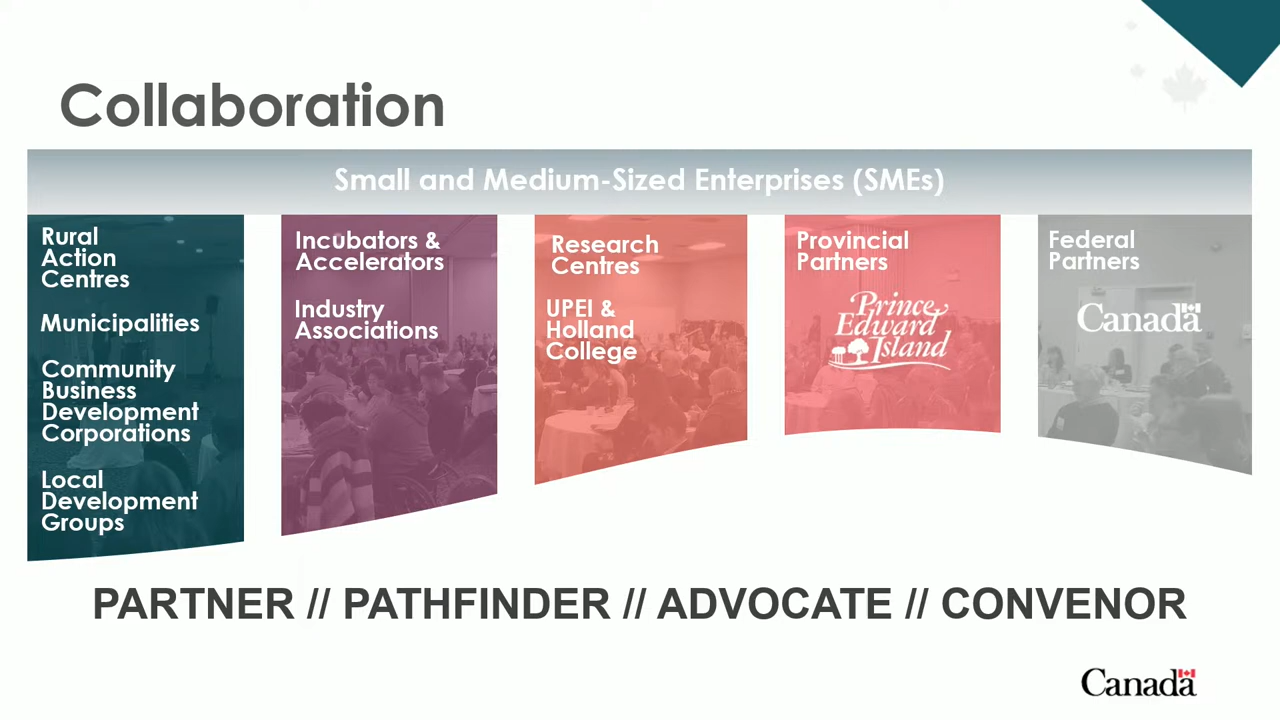 Collaboration
Small and Medium-Sized Enterprises (SMEs)
Rural
Action
Centres
Municipalities
Community
Business
Development
Corporations
Local
Development
Groups
Incubators &
Accelerators
Industry
Associations
Research
Centres
UPEI &
Holland
College
Provincial
Partners
Prince
Edward
Island
Federal
Partners
Canada
PARTNER // PATHFINDER // ADVOCATE // CONVENOR
Canada